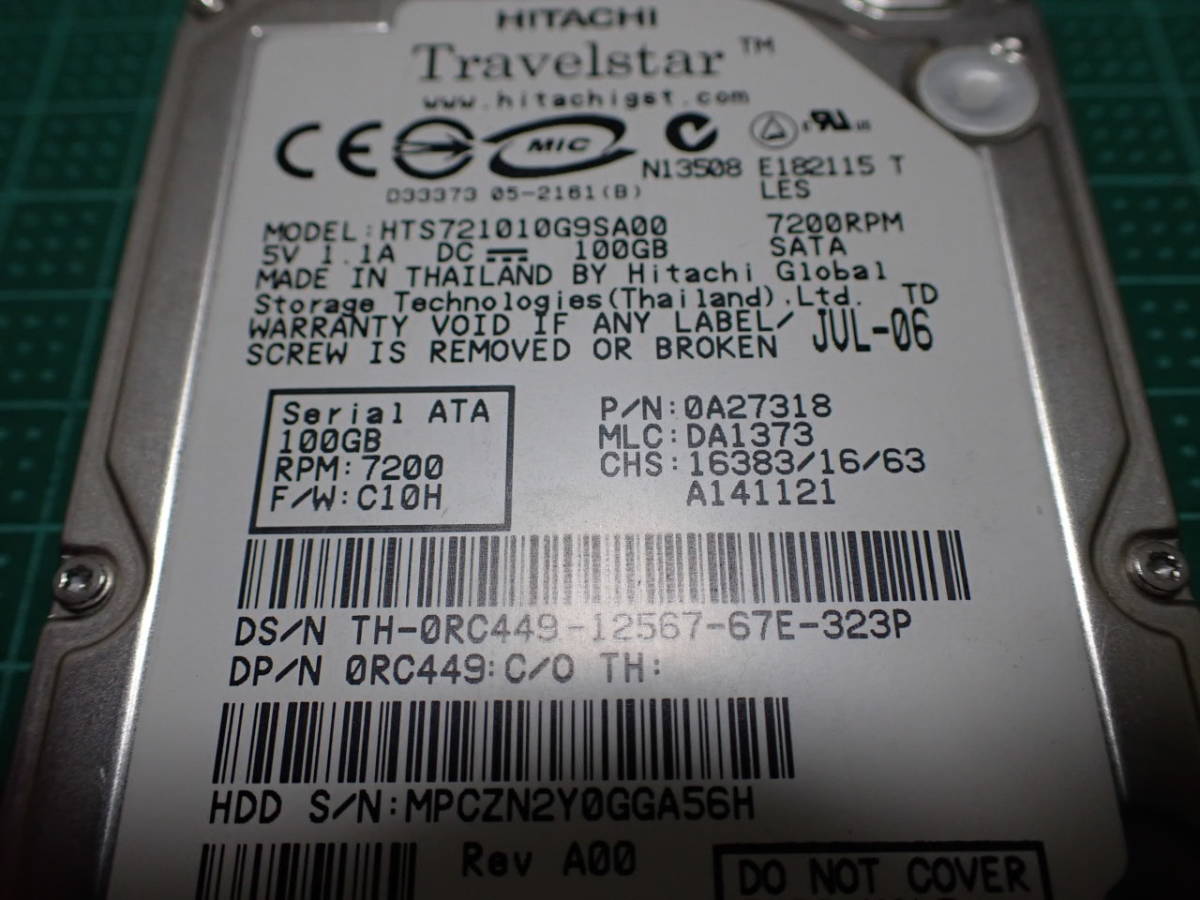 HITACHI
Travelstar ™
www.hitachigst.com
CE MIC
N13508 E182115 T
D33373 05-2161(B) LES
MODEL:HTS721010G9SA00 7200RPM
5V 1.1A DC 100GB SATA
MADE IN THAILAND BY Hitachi Global
Storage Technologies(Thailand).Ltd. TD
WARRANTY VOID IF ANY LABEL/ JUL-06
SCREW IS REMOVED OR BROKEN
Serial ATA
100GB
RPM:7200
F/W:C10H
P/N:0A27318
MLC:DA1373
CHS:16383/16/63
A141121
DS/N TH-0RC449-12567-67E-323P
DP/N 0RC449:C/O TH:
HDD S/N:MPCZN2Y0GGA56H
Rev A00
DO NOT COVER